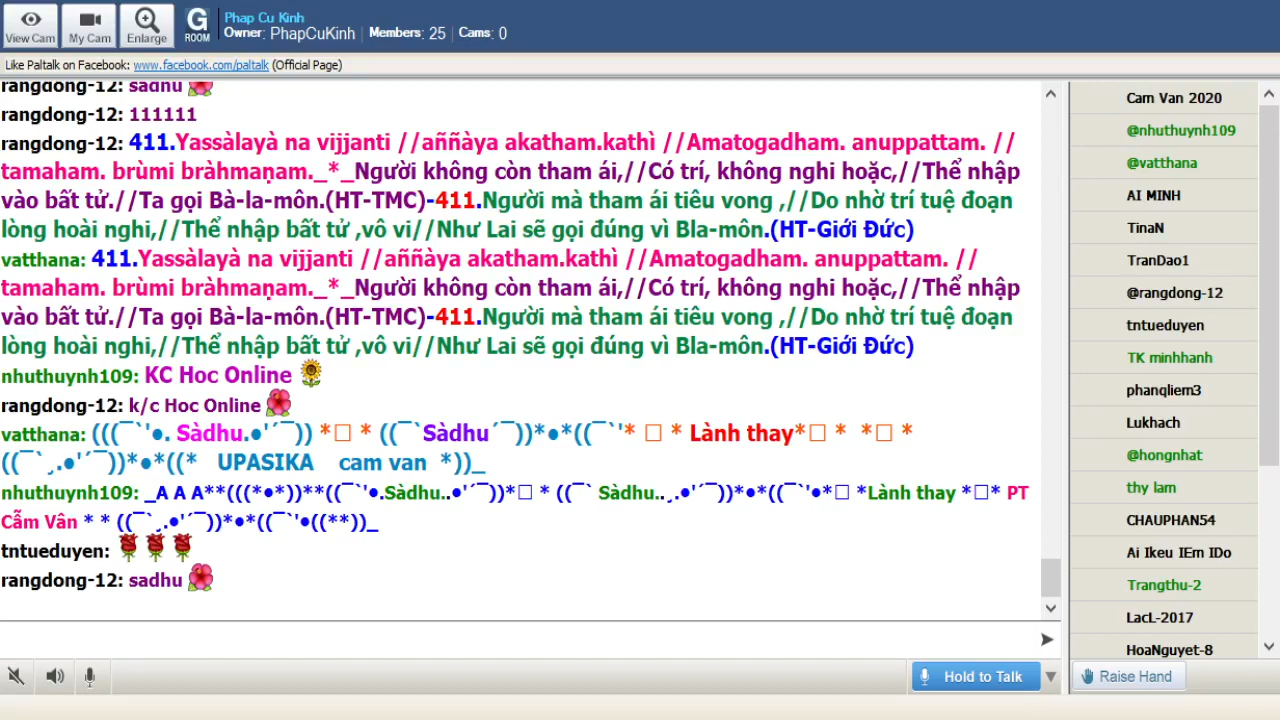 View Cam
My Cam
Enlarge
G
ROOM
Phap Cu Kinh
Owner: PhapCuKinh Members: 25 Cams: 0
Like Paltalk on Facebook: www.facebook.com/paltalk (Official Page)
rangdong-12: sadhu
rangdong-12: 111111
rangdong-12: 411.Yassàlayà na vijjanti //aññàya akatham.kathì //Amatogadham. anuppattam. //
tamaham. brùmi bràhmaṇam._*_Người không còn tham ái,//Có trí, không nghi hoặc,//Thể nhập
vào bất tử.//Ta gọi Bà-la-môn.(HT-TMC)-411.Người mà tham ái tiêu vong ,//Do nhờ trí tuệ đoạn
lòng hoài nghi,//Thể nhập bất tử ,vô vi//Như Lai sẽ gọi đúng vì Bla-môn.(HT-Giới Đức)
vatthana: 411.Yassàlayà na vijjanti //aññàya akatham.kathì //Amatogadham. anuppattam. //
tamaham. brùmi bràhmaṇam._*_Người không còn tham ái,//Có trí, không nghi hoặc,//Thể nhập
vào bất tử.//Ta gọi Bà-la-môn.(HT-TMC)-411.Người mà tham ái tiêu vong ,//Do nhờ trí tuệ đoạn
lòng hoài nghi,//Thể nhập bất tử ,vô vi//Như Lai sẽ gọi đúng vì Bla-môn.(HT-Giới Đức)
nhuthuynh109: KC Hoc Online
rangdong-12: k/c Hoc Online
vatthana: (((¯`'•. Sàdhu.•'´¯)) *□ * ((¯`Sàdhu´¯))*•*((¯`'* □ * Lành thay*□ * *□ *
((¯`¸.•'´¯))*•*((* UPASIKA cam van *))_
nhuthuynh109: _A A A**(((*•*))**((¯`'•.Sàdhu..•'´¯))*□ * ((¯` Sàdhu..¸.•'´¯))*•*((¯`'•*□ *Lành thay *□* PT
Cẫm Vân * * ((¯`¸.•'´¯))*•*((¯`'•((**))_
tntueduyen:
rangdong-12: sadhu
Hold to Talk
Cam Van 2020
@nhuthuynh109
@vatthana
AI MINH
TinaN
TranDao1
@rangdong-12
tntueduyen
TK minhhanh
phanqliem3
Lukhach
@hongnhat
thy lam
CHAUPHAN54
Ai lkeu IEm IDo
Trangthu-2
LacL-2017
HoaNguyet-8
Raise Hand